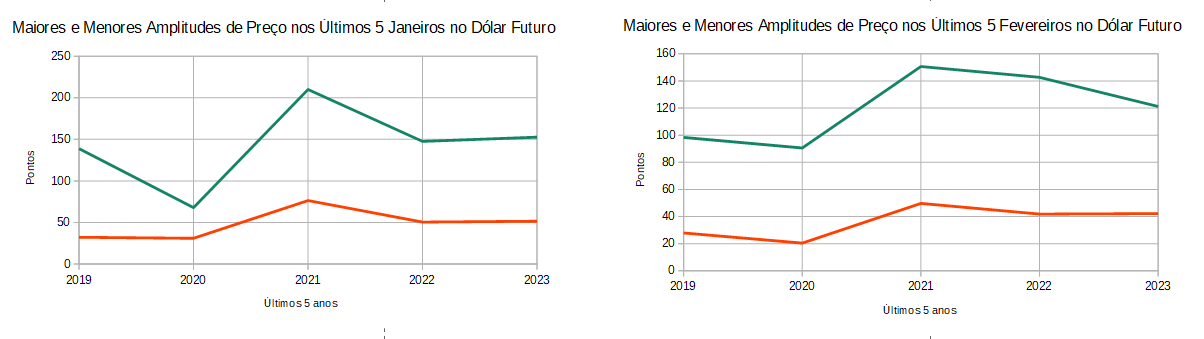 Maiores e Menores Amplitudes de Preço nos Últimos 5 Janeiros no Dólar Futuro
250
200
150
100
50
0
Pontos
2019 2020 2021 2022 2023
Últimos 5 anos
Maiores e Menores Amplitudes de Preço nos Últimos 5 Fevereiros no Dólar Futuro
160
140
120
100
80
60
40
20
0
Pontos
2019 2020 2021 2022 2023
Últimos 5 anos